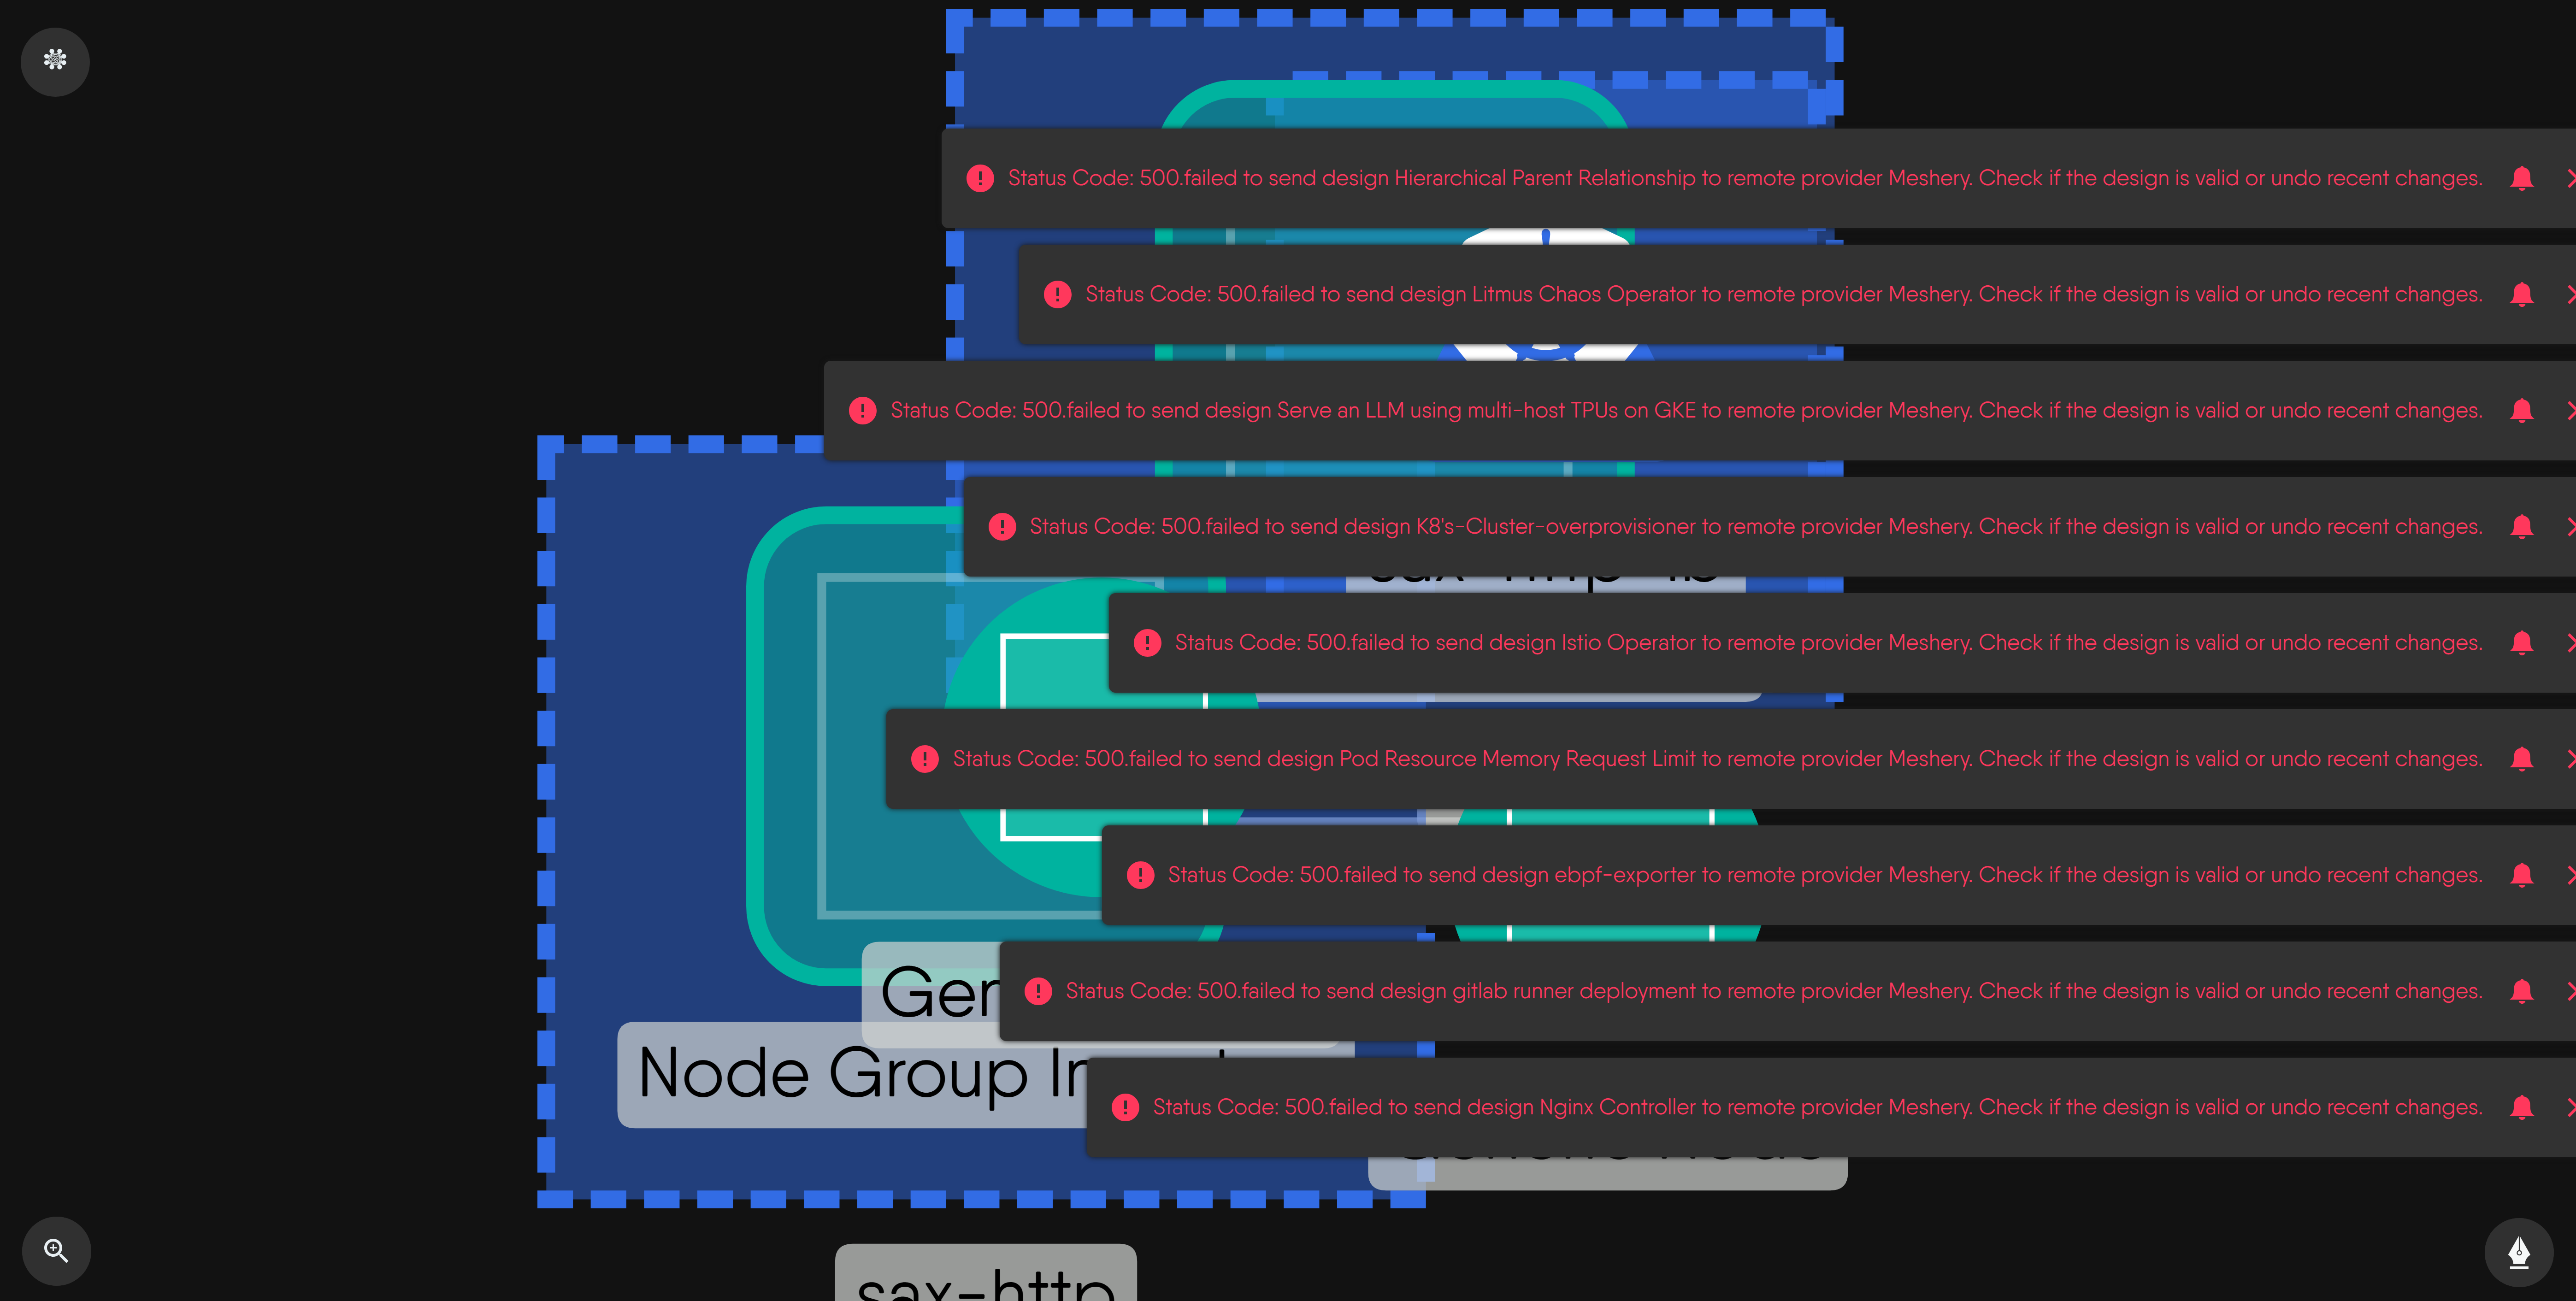 Status Code: 500.failed to send design Hierarchical Parent Relationship to remote provider Meshery. Check if the design is valid or undo recent changes.
Status Code: 500.failed to send design Litmus Chaos Operator to remote provider Meshery. Check if the design is valid or undo recent changes.
Status Code: 500.failed to send design Serve an LLM using multi-host TPUs on GKE to remote provider Meshery. Check if the design is valid or undo recent changes.
Status Code: 500.failed to send design K8's-Cluster-overprovisioner to remote provider Meshery. Check if the design is valid or undo recent changes.
Status Code: 500.failed to send design Istio Operator to remote provider Meshery. Check if the design is valid or undo recent changes.
Status Code: 500.failed to send design Pod Resource Memory Request Limit to remote provider Meshery. Check if the design is valid or undo recent changes.
Status Code: 500.failed to send design ebpf-exporter to remote provider Meshery. Check if the design is valid or undo recent changes.
Status Code: 500.failed to send design gitlab runner deployment to remote provider Meshery. Check if the design is valid or undo recent changes.
Node Group
Status Code: 500.failed to send design Nginx Controller to remote provider Meshery. Check if the design is valid or undo recent changes.
sax-http